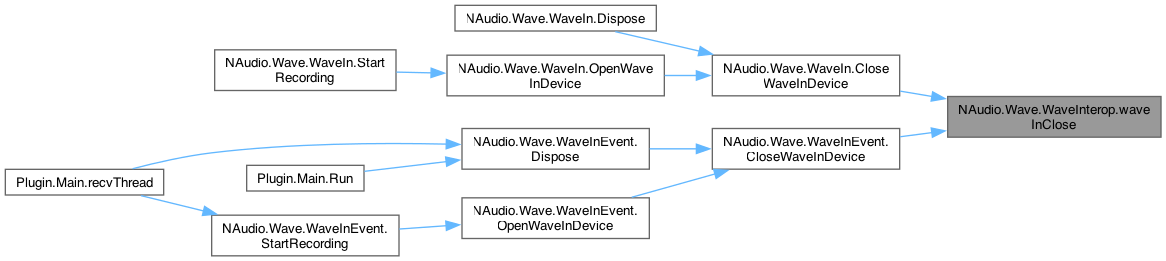 NAudio.Wave.WaveIn.Dispose
NAudio.Wave.WaveIn.Start
Recording
NAudio.Wave.WaveIn.OpenWave
InDevice
NAudio.Wave.WaveIn.Close
WaveInDevice
NAudio.Wave.WaveInterop.wave
InClose
NAudio.Wave.WaveInEvent.
Dispose
NAudio.Wave.WaveInEvent.
CloseWaveInDevice
Plugin.Main.recvThread
Plugin.Main.Run
NAudio.Wave.WaveInEvent.
OpenWaveInDevice
NAudio.Wave.WaveInEvent.
StartRecording